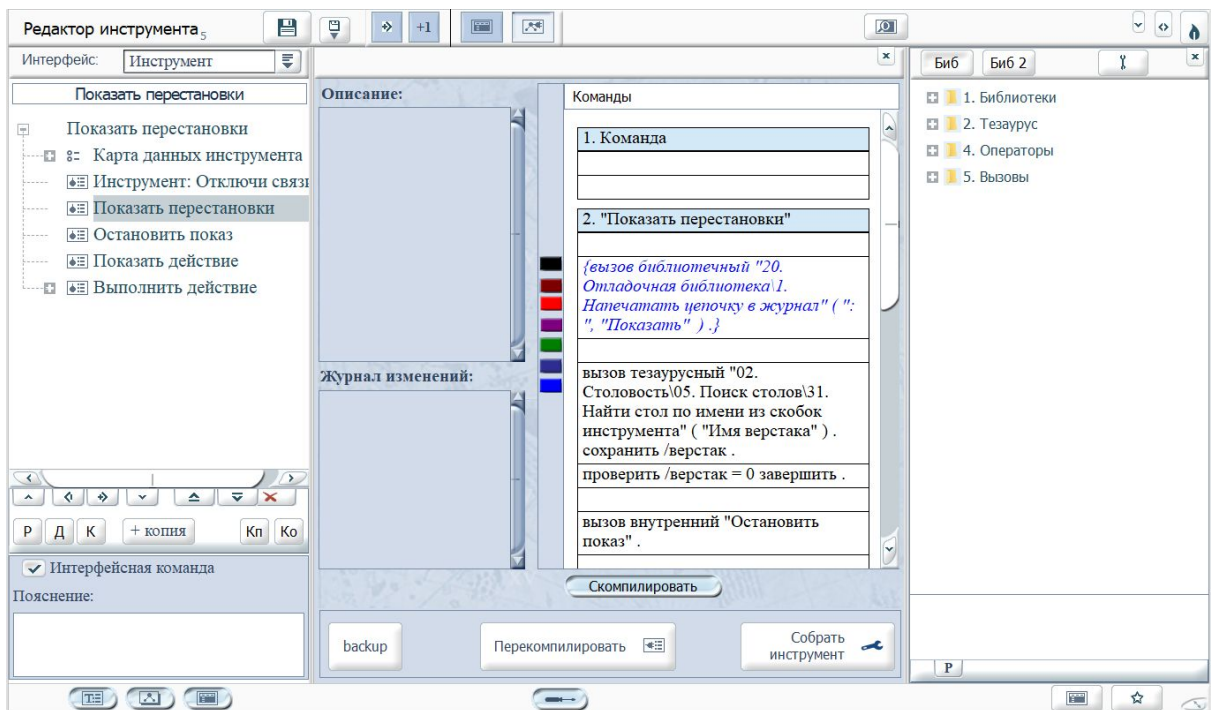 Редактор инструмента 5
+1
Интерфейс: Инструмент
Показать перестановки
Показать перестановки
Карта данных инструмента
Инструмент: Отключи связи
Показать перестановки
Остановить показ
Показать действие
Выполнить действие
Р Д К + копия Кп Ко
Интерфейсная команда
Пояснение:
Описание:
Журнал изменений:
Команды
1. Команда
2. "Показать перестановки"
{вызов библиотечный "20.
Отладочная библиотека\1.
Напечатать цепочку в журнал" ( ":
", "Показать" ) .}
вызов тезаурусный "02.
Столовость\05. Поиск столов\31.
Найти стол по имени из скобок
инструмента" ( "Имя верстака" ) .
сохранить /верстак .
проверить /верстак = 0 завершить .
вызов внутренний "Остановить
показ" .
Скомпилировать
backup
Перекомпилировать
Собрать
инструмент
Биб Биб 2
1. Библиотеки
2. Тезаурус
4. Операторы
5. Вызовы
Р